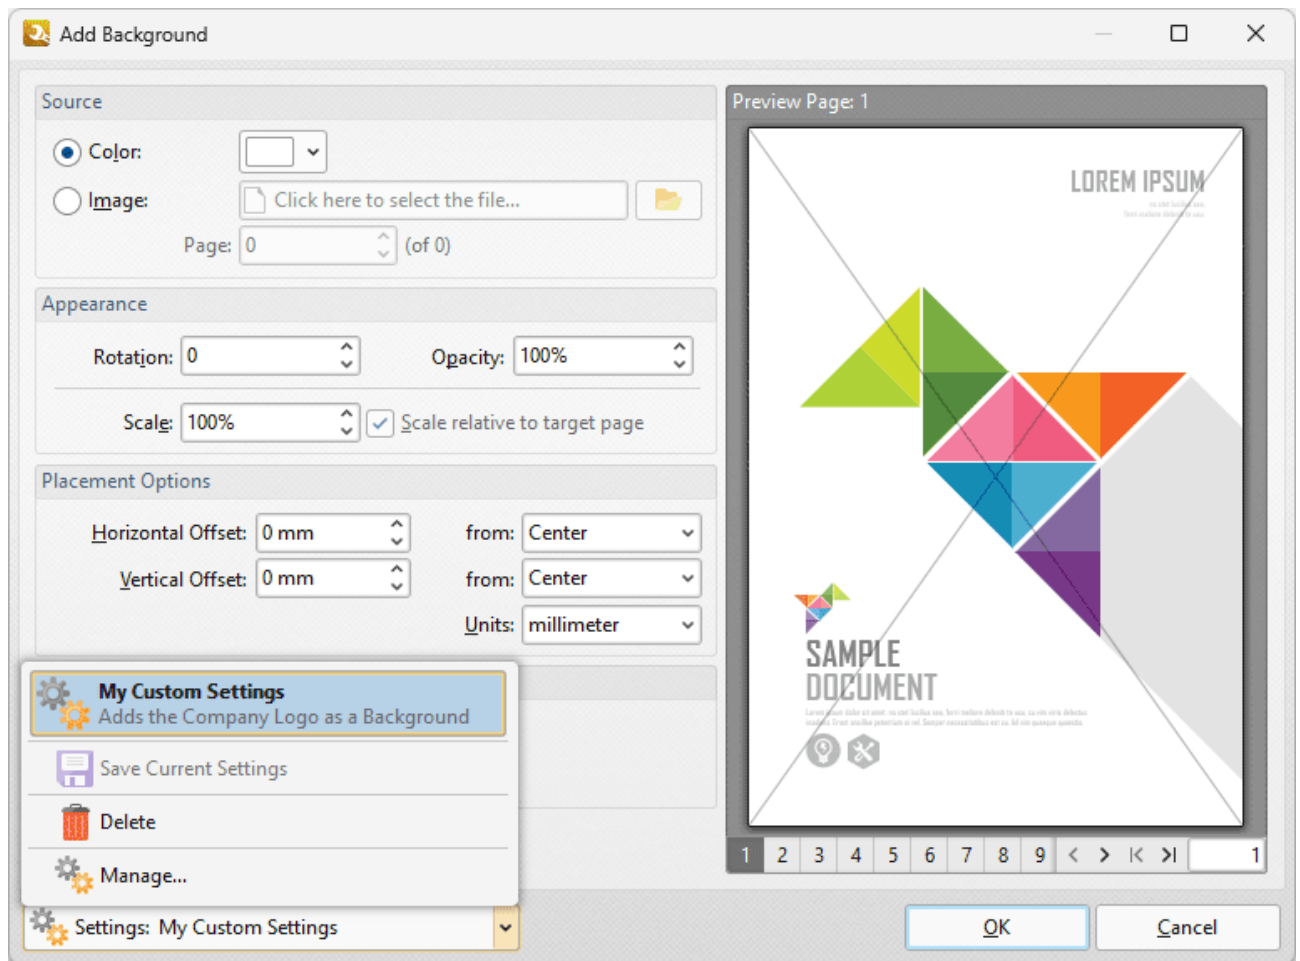 Add Background
Source
Color:
Image: Click here to select the file...
Page: 0 (of 0)
Appearance
Rotation: 0 Opacity: 100%
Scale: 100% Scale relative to target page
Placement Options
Horizontal Offset: 0 mm from: Center
Vertical Offset: 0 mm from: Center
Units: millimeter
My Custom Settings
Adds the Company Logo as a Background
Save Current Settings
Delete
Manage...
Settings: My Custom Settings
Preview Page: 1
LOREM IPSUM
SAMPLE
DOCUMENT
1 2 3 4 5 6 7 8 9 1
OK Cancel